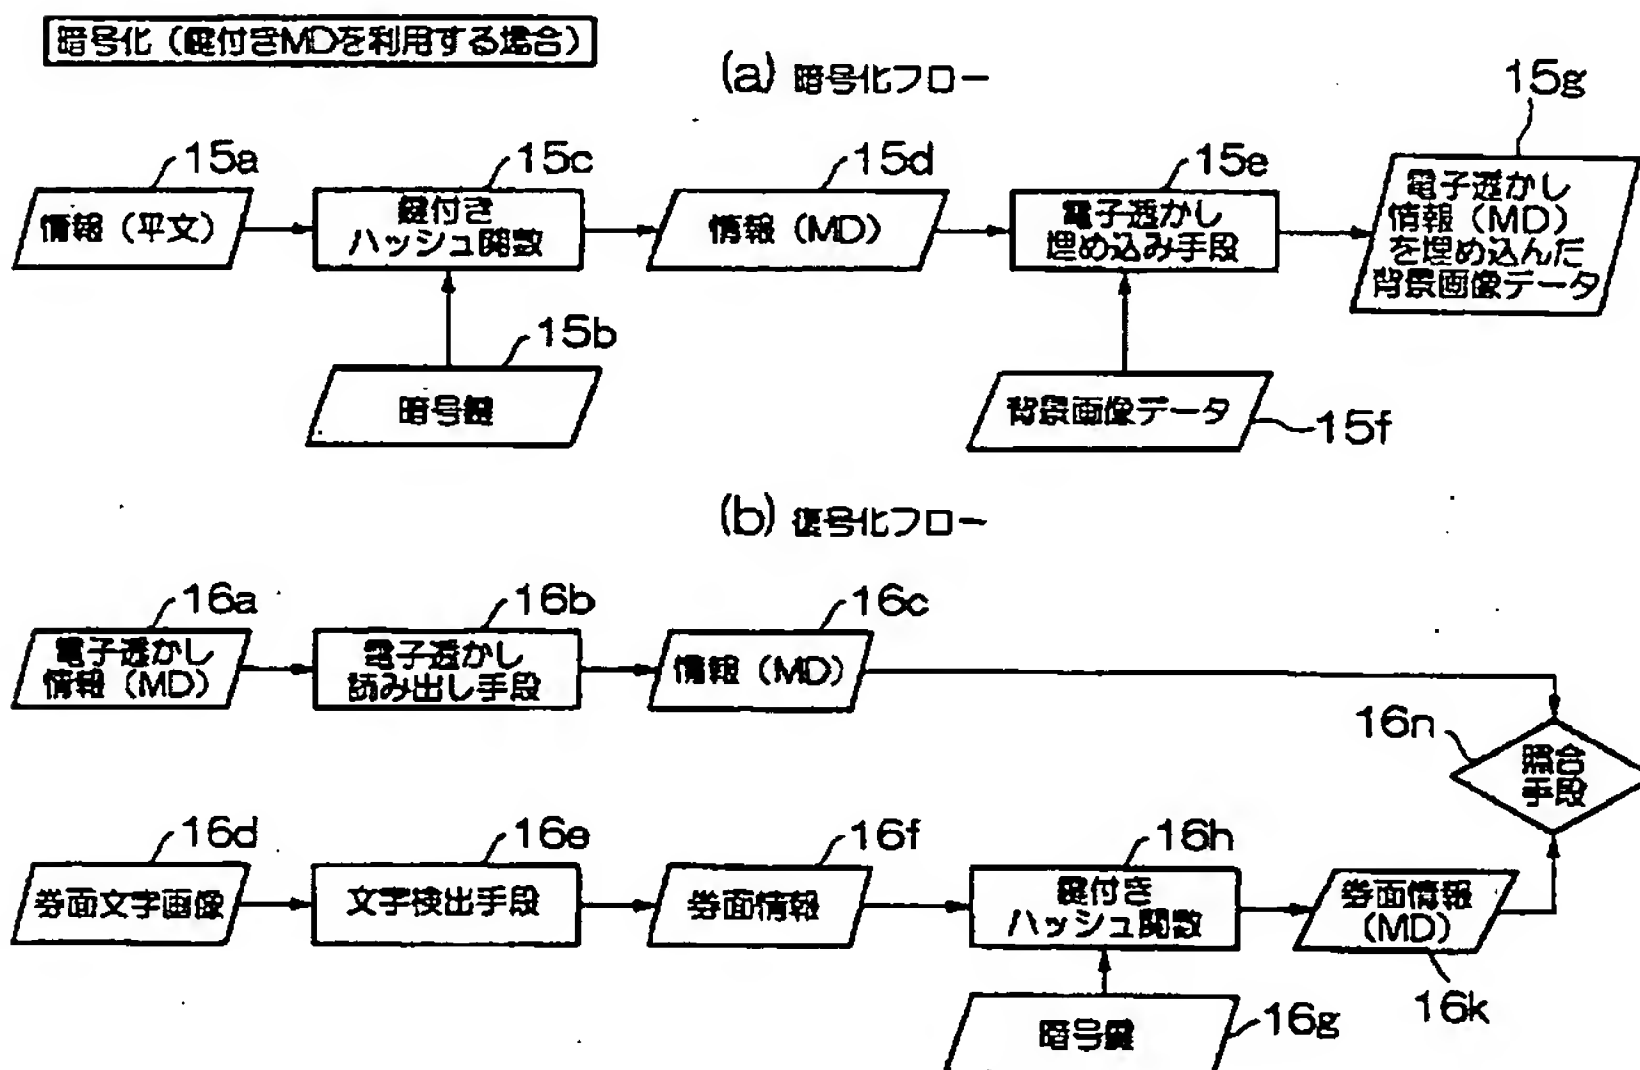 暗号化（鍵付きMDを利用する場合）
(a) 暗号化フロー
15g
15a
15c
15d
15e
情報（平文）
鍵付き
ハッシュ関数
情報（MD）
電子透かし
埋め込み手段
電子透かし
情報（MD）
を埋め込んだ
背景画像データ
15b
暗号鍵
背景画像データ
15f
(b) 復号化フロー
16a
16b
16c
電子透かし
情報（MD）
電子透かし
読み出し手段
情報（MD）
16n
照合
手段
16d
16e
16f
16h
券面文字画像
文字検出手段
券面情報
鍵付き
ハッシュ関数
券面情報
（MD）
16k
暗号鍵
16g